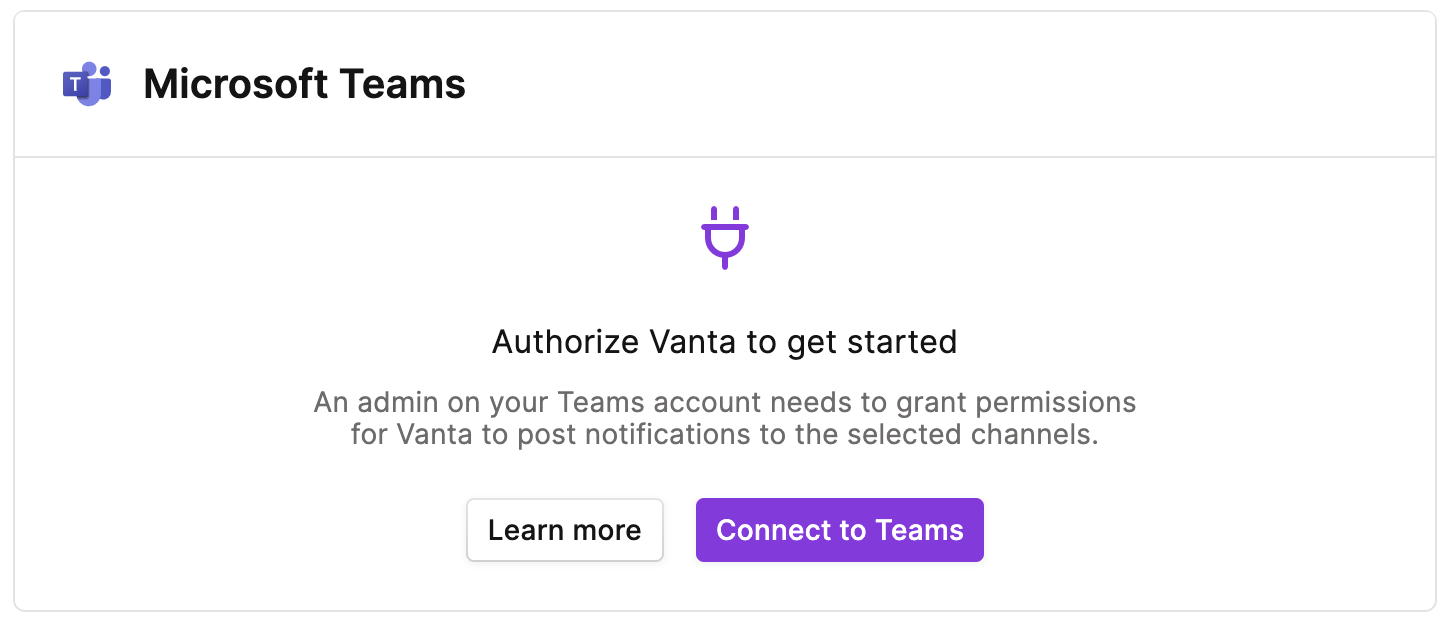 T
Microsoft Teams
Authorize Vanta to get started
An admin on your Teams account needs to grant permissions
for Vanta to post notifications to the selected channels.
Learn more
Connect to Teams